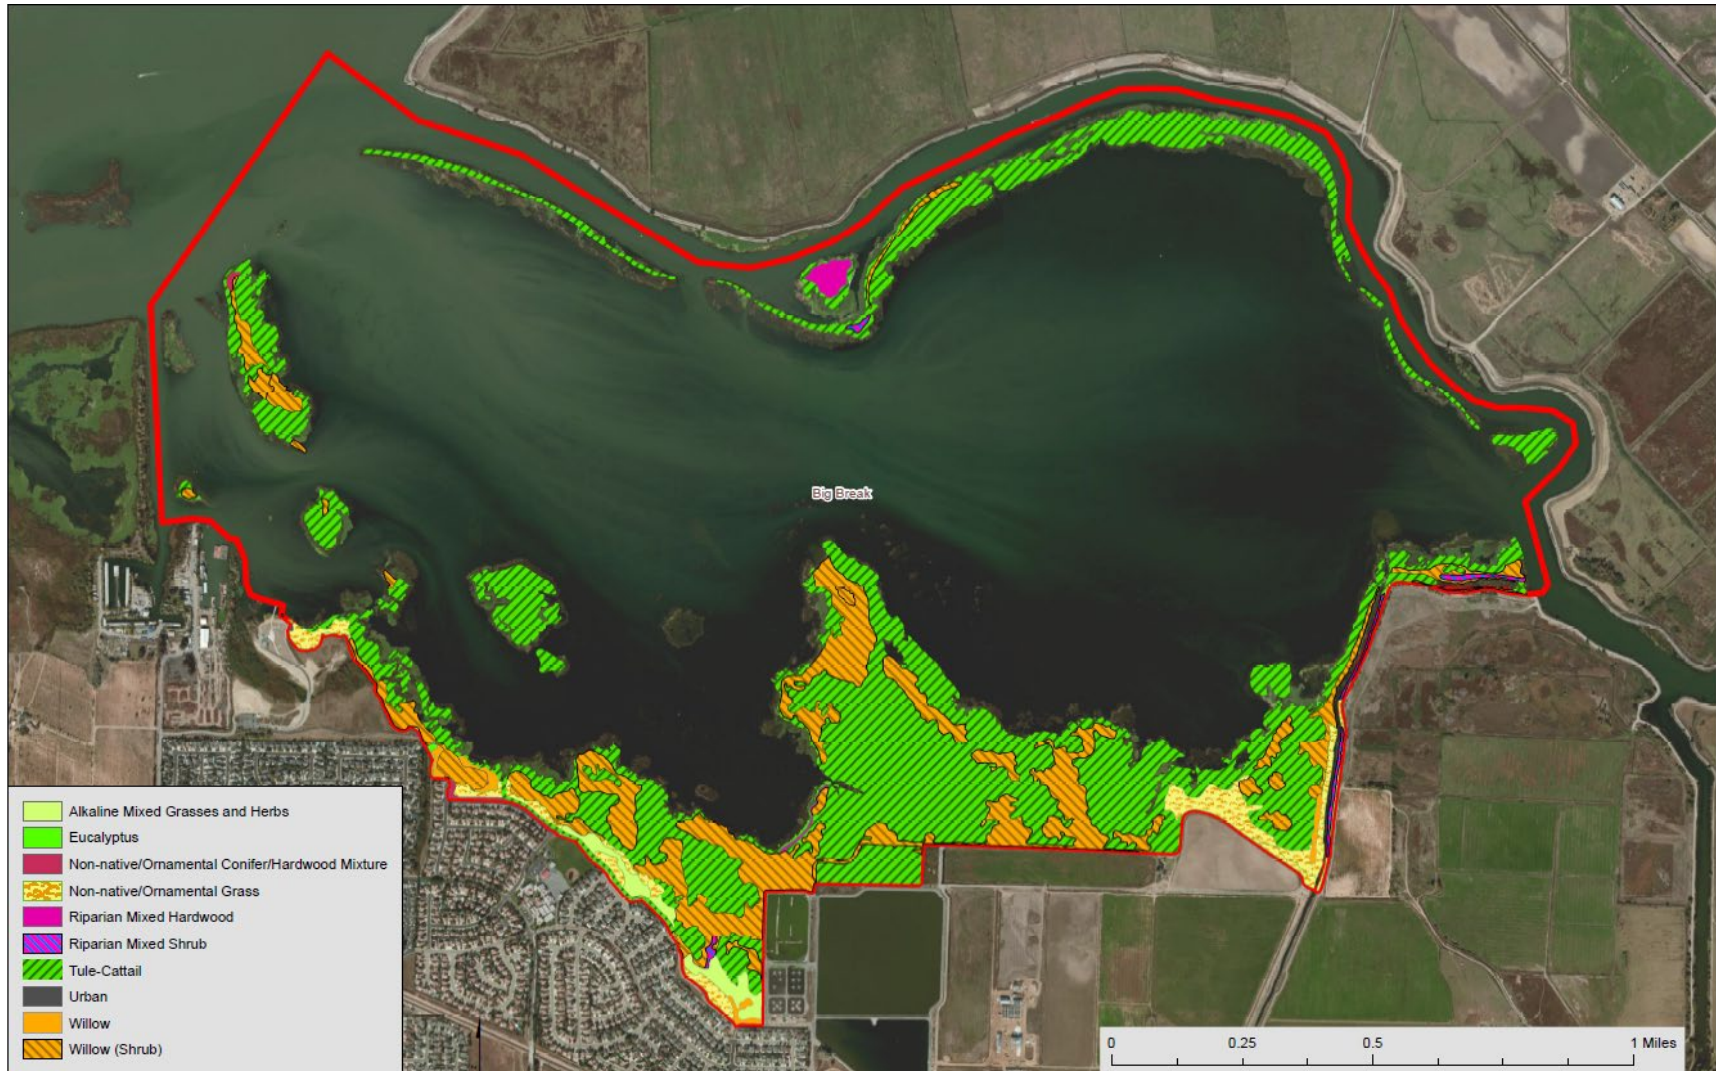 Big Break
Alkaline Mixed Grasses and Herbs
Eucalyptus
Non-native/Ornamental Conifer/Hardwood Mixture
Non-native/Ornamental Grass
Riparian Mixed Hardwood
Riparian Mixed Shrub
Tule-Cattail
Urban
Willow
Willow (Shrub)
0 0.25 0.5 1 Miles